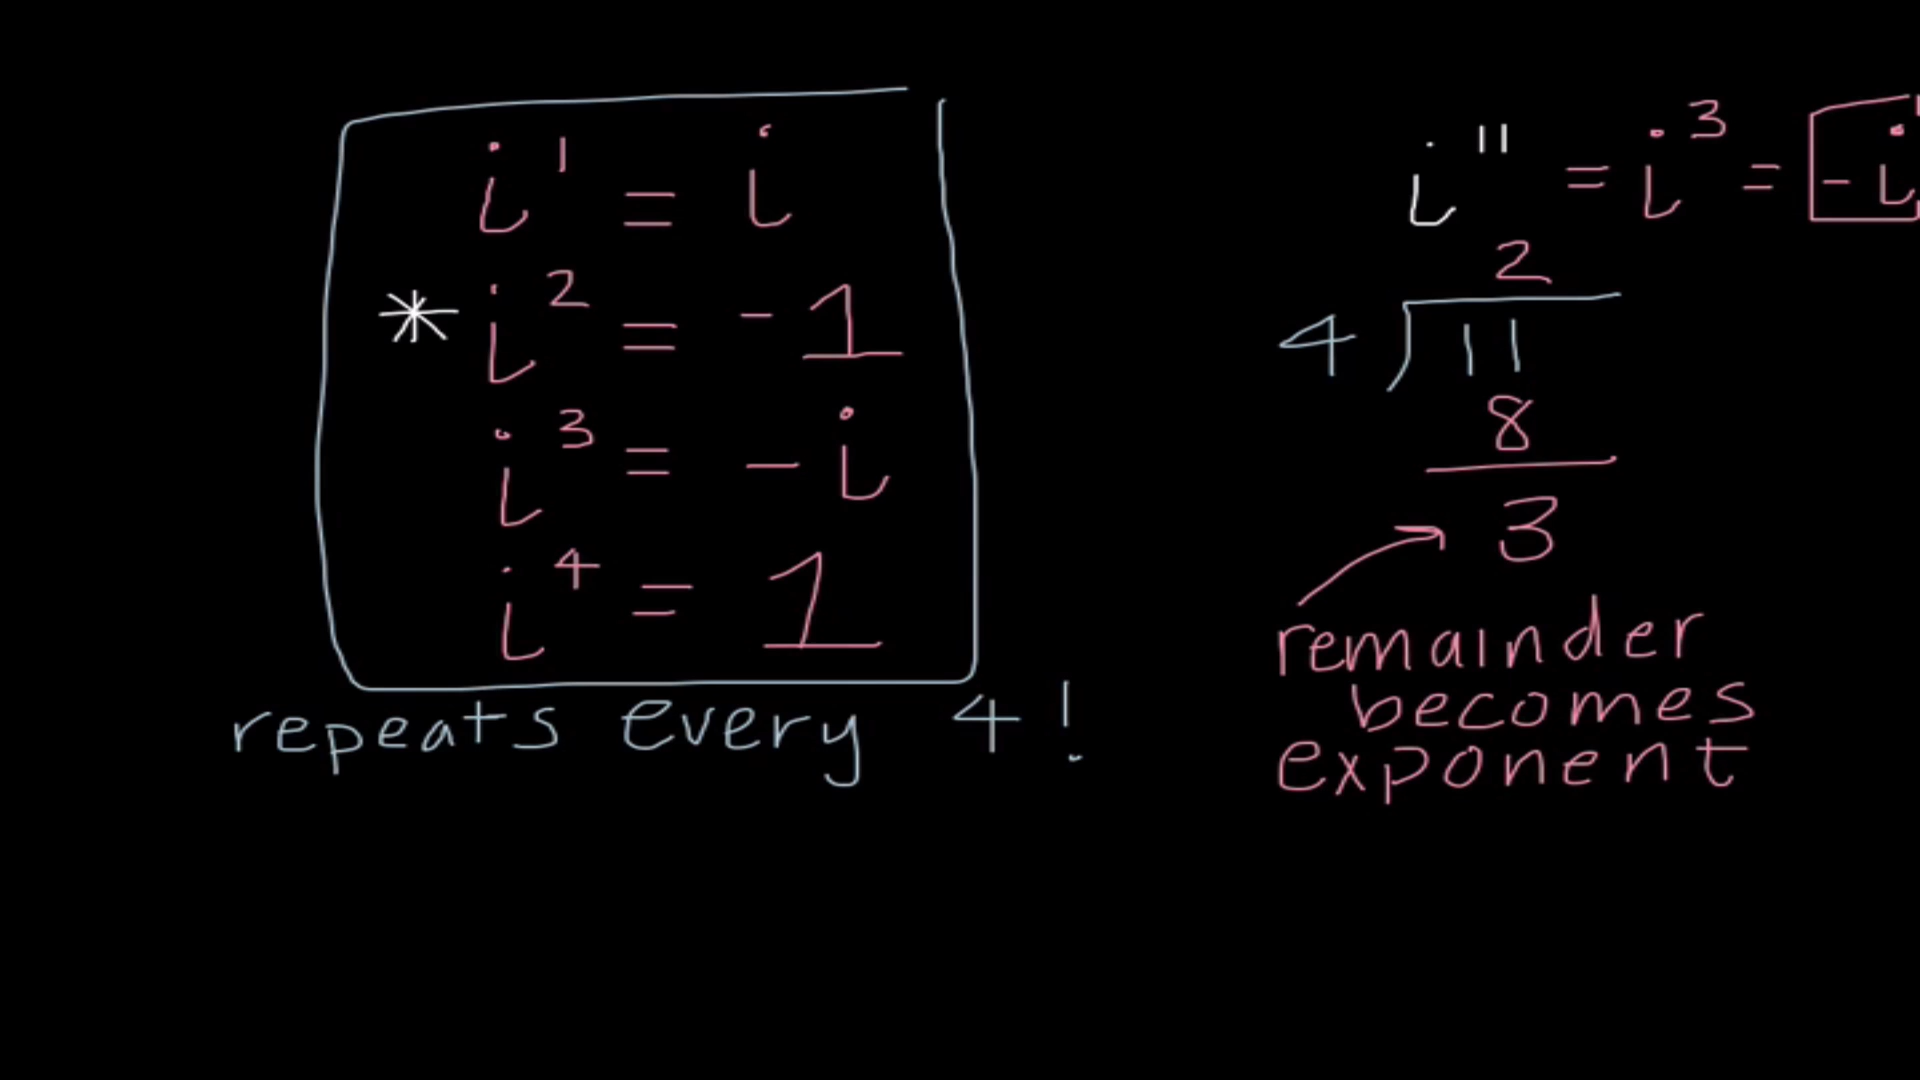 i¹ = i
* i² = -1
i³ = -i
i⁴ = 1
repeats every 4!
i¹¹ = i³ = -i
2
4 ) 11
8
3
remainder
becomes
exponent